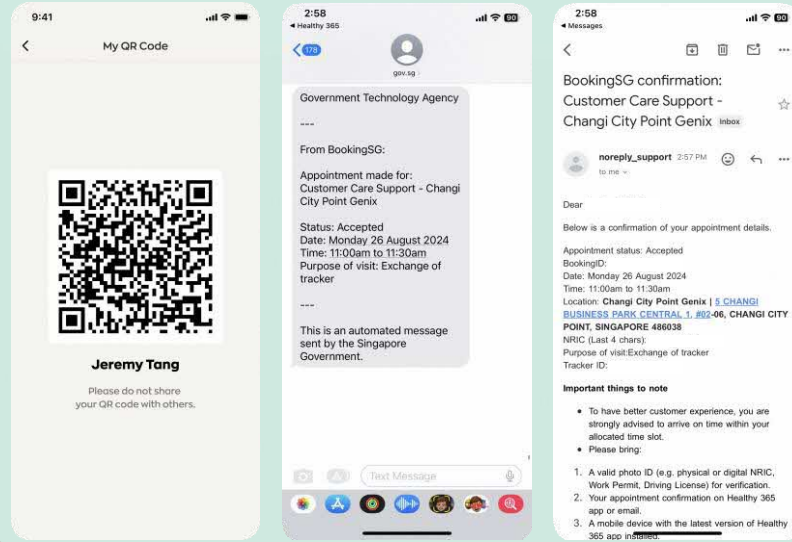 9:41
My QR Code
Jeremy Tang
Please do not share
your QR code with others.
2:58
◀ Healthy 365
90
178
gov.sg
Government Technology Agency
---
From BookingSG:
Appointment made for:
Customer Care Support - Changi
City Point Genix
Status: Accepted
Date: Monday 26 August 2024
Time: 11:00am to 11:30am
Purpose of visit: Exchange of
tracker
---
This is an automated message
sent by the Singapore
Government.
Text Message
2:58
◀ Messages
90
BookingSG confirmation:
Customer Care Support -
Changi City Point Genix Inbox
noreply_support 2:57 PM
to me
Dear
Below is a confirmation of your appointment details.
Appointment status: Accepted
BookingID:
Date: Monday 26 August 2024
Time: 11:00am to 11:30am
Location: Changi City Point Genix | 5 CHANGI
BUSINESS PARK CENTRAL 1, #02-06, CHANGI CITY
POINT, SINGAPORE 486038
NRIC (Last 4 chars):
Purpose of visit:Exchange of tracker
Tracker ID:
Important things to note
• To have better customer experience, you are
strongly advised to arrive on time within your
allocated time slot.
• Please bring:
1. A valid photo ID (e.g. physical or digital NRIC,
Work Permit, Driving License) for verification.
2. Your appointment confirmation on Healthy 365
app or email.
3. A mobile device with the latest version of Healthy
365 app installed.